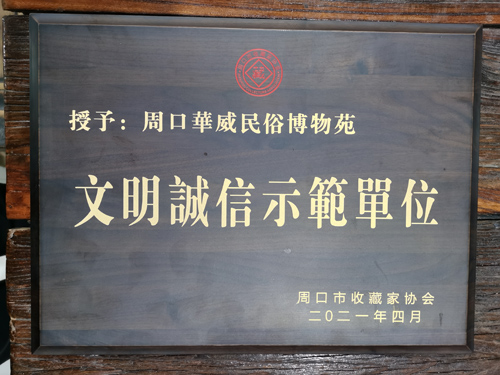 授予：周口華威民俗博物苑
文明誠信示範單位
周口市收藏家协会
二〇二一年四月